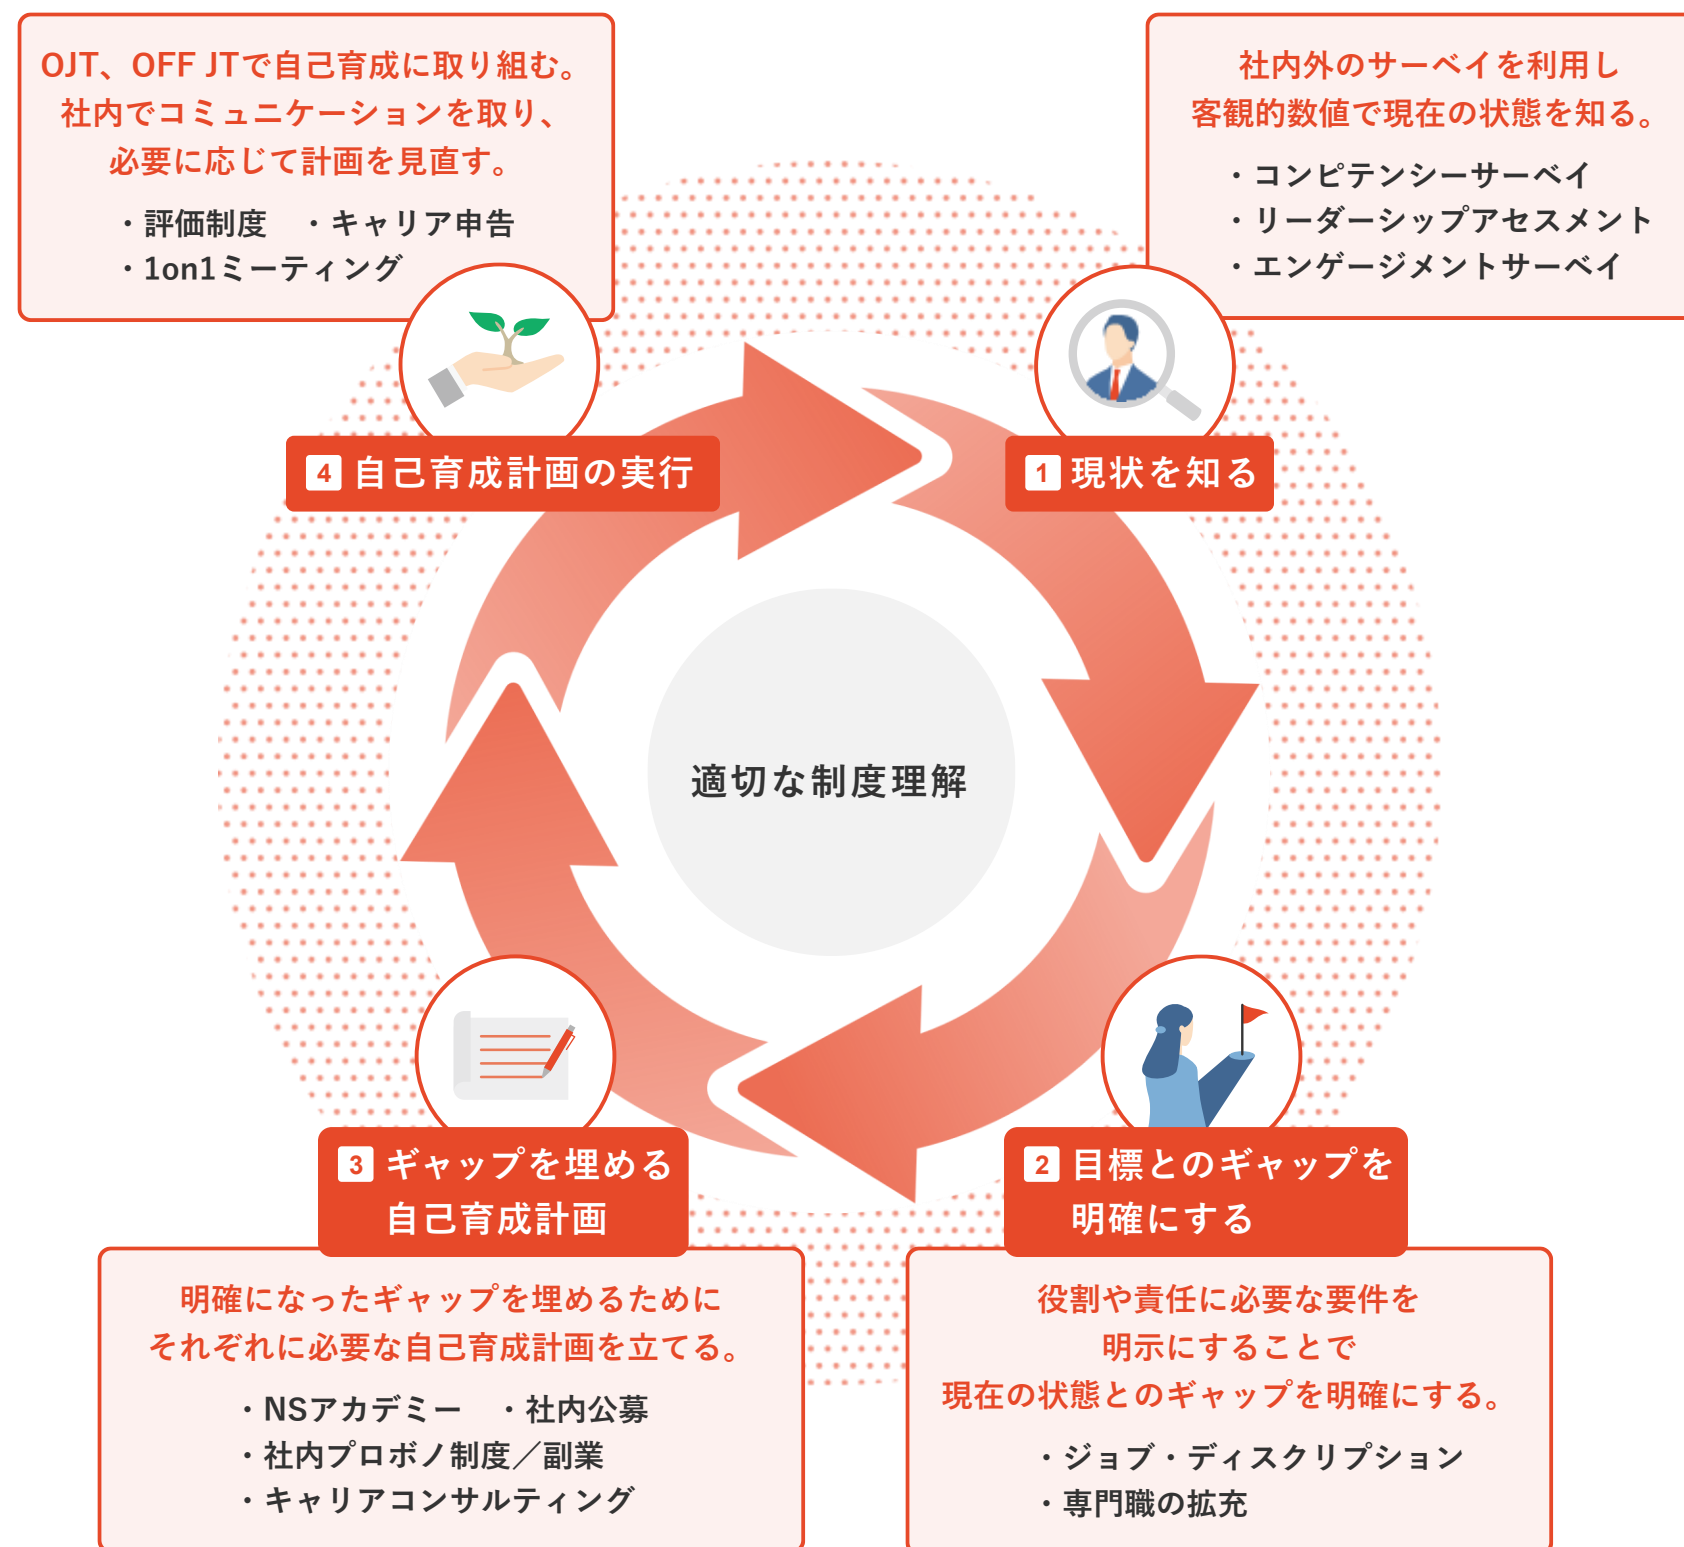 OJT、OFF JTで自己育成に取り組む。
社内でコミュニケーションを取り、
必要に応じて計画を見直す。
・評価制度　・キャリア申告
・1on1ミーティング
4 自己育成計画の実行
社内外のサーベイを利用し
客観的数値で現在の状態を知る。
・コンピテンシーサーベイ
・リーダーシップアセスメント
・エンゲージメントサーベイ
1 現状を知る
適切な制度理解
3 ギャップを埋める
自己育成計画
明確になったギャップを埋めるために
それぞれに必要な自己育成計画を立てる。
・NSアカデミー　・社内公募
・社内プロボノ制度／副業
・キャリアコンサルティング
2 目標とのギャップを
明確にする
役割や責任に必要な要件を
明示にすることで
現在の状態とのギャップを明確にする。
・ジョブ・ディスクリプション
・専門職の拡充